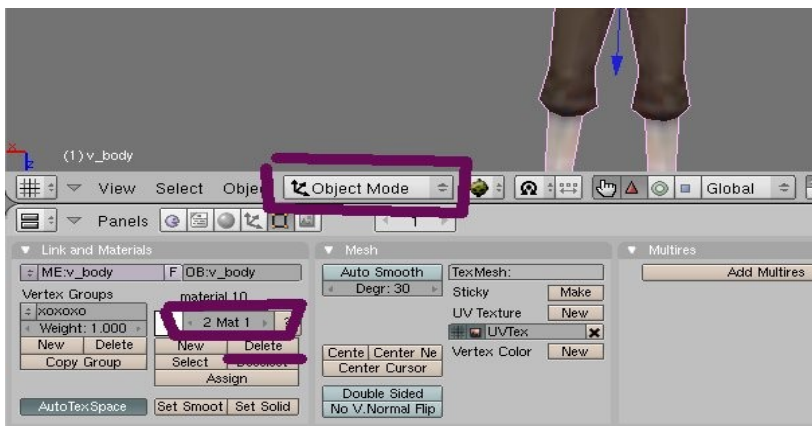 (1) v_body
View Select Objec Object Mode Global
Panels 1
Link and Materials
ME:v_body F OB:v_body
Vertex Groups
xoxoxo
Weight: 1.000
New Delete
Copy Group
AutoTexSpace
material.10
2 Mat 1 ?
New Delete
Select Deselect
Assign
Set Smoot Set Solid
Mesh
Auto Smooth
Degr: 30
Cente Center Ne
Center Cursor
Double Sided
No V.Normal Flip
TexMesh:
Sticky Make
UV Texture New
UVTex
Vertex Color New
Multires
Add Multires